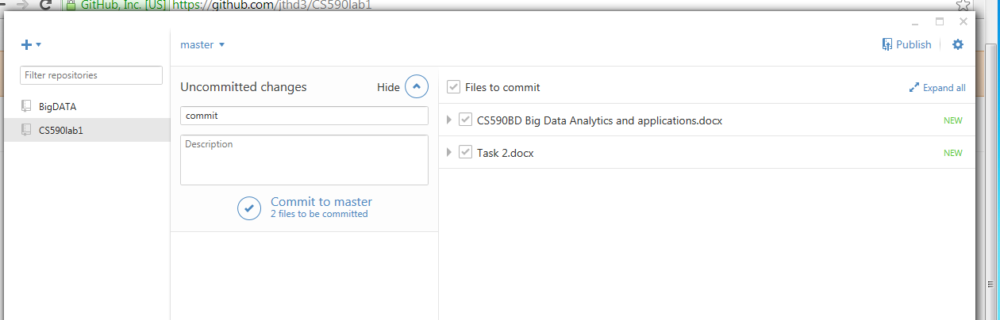 GitHub, Inc. [US] https://github.com/jthd3/CS590lab1
master
Publish
Filter repositories
BigDATA
CS590lab1
Uncommitted changes
Hide
commit
Description
Commit to master
2 files to be committed
Files to commit
Expand all
CS590BD Big Data Analytics and applications.docx
NEW
Task 2.docx
NEW